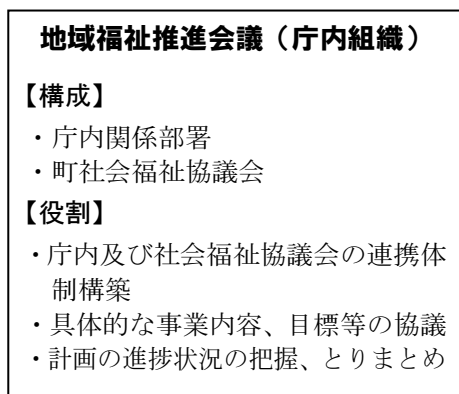 地域福祉推進会議（庁内組織）
【構成】
・庁内関係部署
・町社会福祉協議会
【役割】
・庁内及び社会福祉協議会の連携体
制構築
・具体的な事業内容、目標等の協議
・計画の進捗状況の把握、とりまとめ